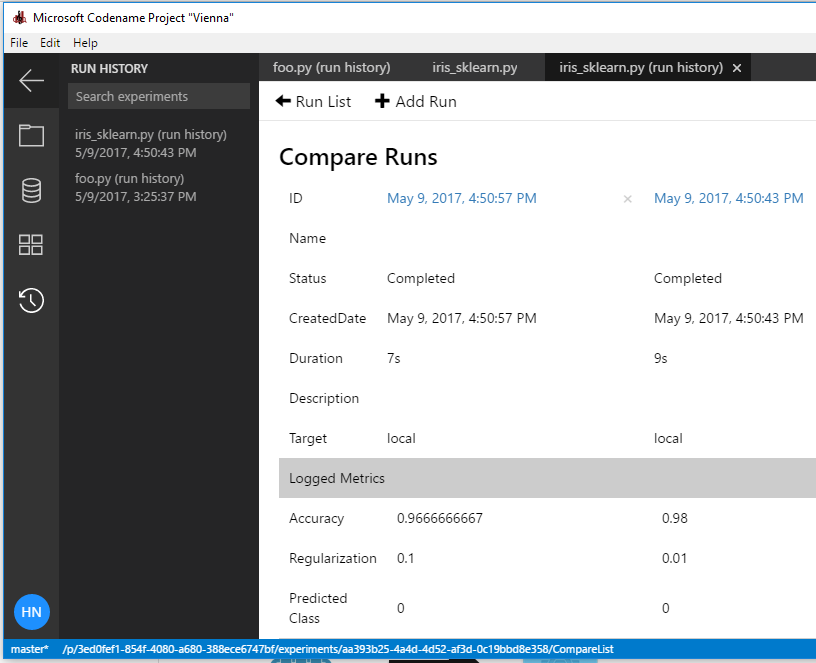 Microsoft Codename Project "Vienna"
File Edit Help
RUN HISTORY
Search experiments
iris_sklearn.py (run history)
5/9/2017, 4:50:43 PM
foo.py (run history)
5/9/2017, 3:25:37 PM
HN
foo.py (run history) iris_sklearn.py iris_sklearn.py (run history) ×
Run List Add Run
Compare Runs
ID May 9, 2017, 4:50:57 PM × May 9, 2017, 4:50:43 PM
Name
Status Completed Completed
CreatedDate May 9, 2017, 4:50:57 PM May 9, 2017, 4:50:43 PM
Duration 7s 9s
Description
Target local local
Logged Metrics
Accuracy 0.9666666667 0.98
Regularization 0.1 0.01
Predicted
Class 0 0
master* /p/3ed0fef1-854f-4080-a680-388ece6747bf/experiments/aa393b25-4a4d-4d52-af3d-0c19bbd8e358/CompareList